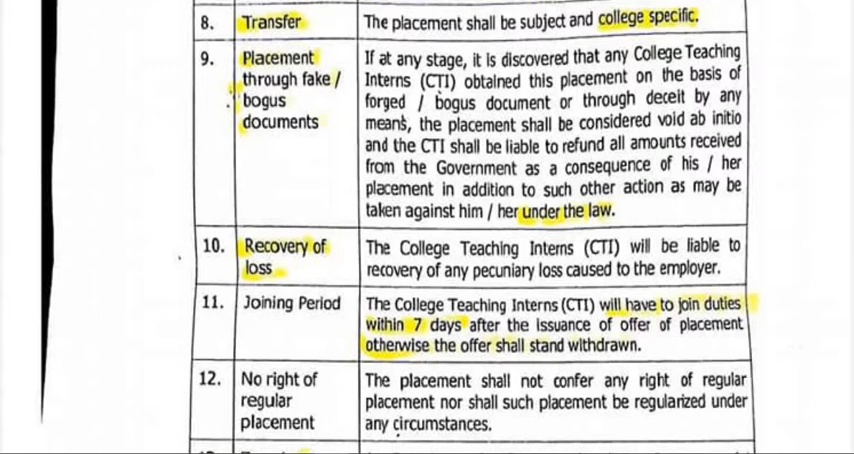 8. Transfer The placement shall be subject and college specific.
9. Placement through fake / bogus documents
If at any stage, it is discovered that any College Teaching
Interns (CTI) obtained this placement on the basis of
forged / bogus document or through deceit by any
means, the placement shall be considered void ab initio
and the CTI shall be liable to refund all amounts received
from the Government as a consequence of his / her
placement in addition to such other action as may be
taken against him / her under the law.
10. Recovery of loss
The College Teaching Interns (CTI) will be liable to
recovery of any pecuniary loss caused to the employer.
11. Joining Period
The College Teaching Interns (CTI) will have to join duties
within 7 days after the issuance of offer of placement
otherwise the offer shall stand withdrawn.
12. No right of regular placement
The placement shall not confer any right of regular
placement nor shall such placement be regularized under
any circumstances.